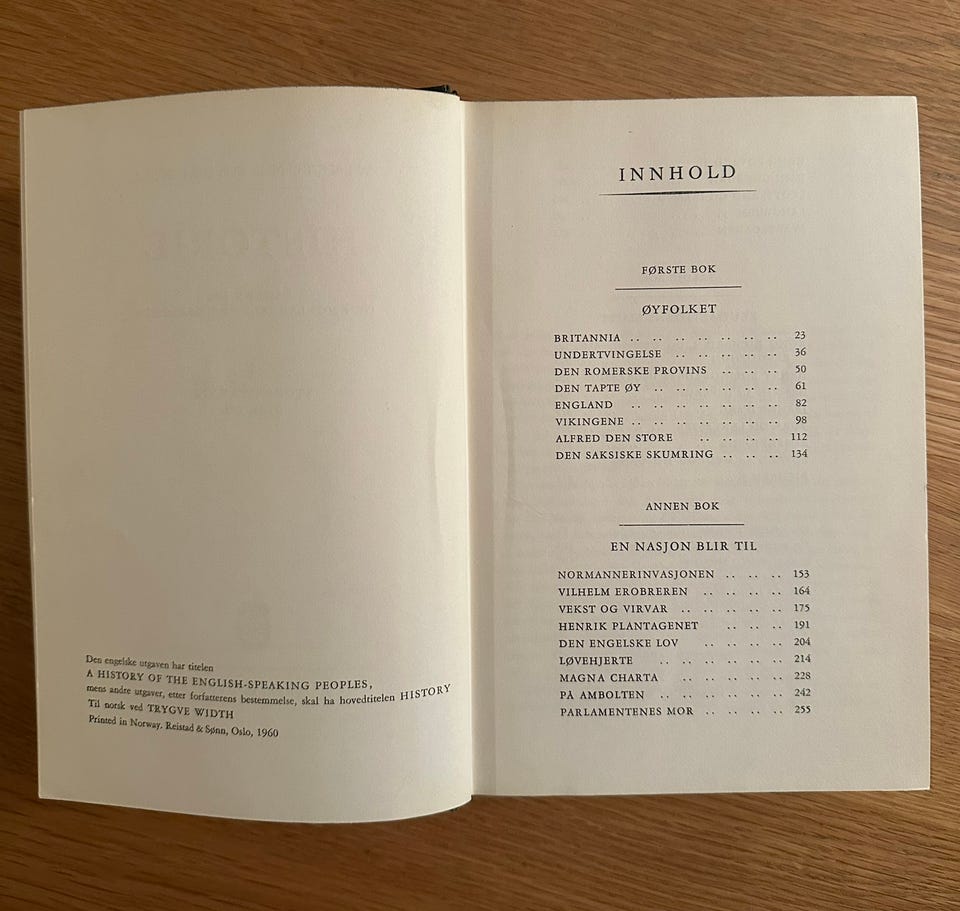 Den engelske utgaven har titelen
A HISTORY OF THE ENGLISH-SPEAKING PEOPLES,
mens andre utgaver, etter forfatterens bestemmelse, skal ha hovedtitelen HISTORY
Til norsk ved TRYGVE WIDTH
Printed in Norway. Reistad & Sønn, Oslo, 1960
INNHOLD
FØRSTE BOK
ØYFOLKET
BRITANNIA .. .. .. .. .. .. .. 23
UNDERTVINGELSE .. .. .. .. .. 36
DEN ROMERSKE PROVINS .. .. .. 50
DEN TAPTE ØY .. .. .. .. .. .. 61
ENGLAND .. .. .. .. .. .. .. 82
VIKINGENE .. .. .. .. .. .. .. 98
ALFRED DEN STORE .. .. .. .. 112
DEN SAKSISKE SKUMRING .. .. .. 134
ANNEN BOK
EN NASJON BLIR TIL
NORMANNERINVASJONEN .. .. .. 153
VILHELM EROBREREN .. .. .. .. 164
VEKST OG VIRVAR .. .. .. .. .. 175
HENRIK PLANTAGENET .. .. .. 191
DEN ENGELSKE LOV .. .. .. .. 204
LØVEHJERTE .. .. .. .. .. .. 214
MAGNA CHARTA .. .. .. .. .. 228
PÅ AMBOLTEN .. .. .. .. .. .. 242
PARLAMENTENES MOR .. .. .. .. 255